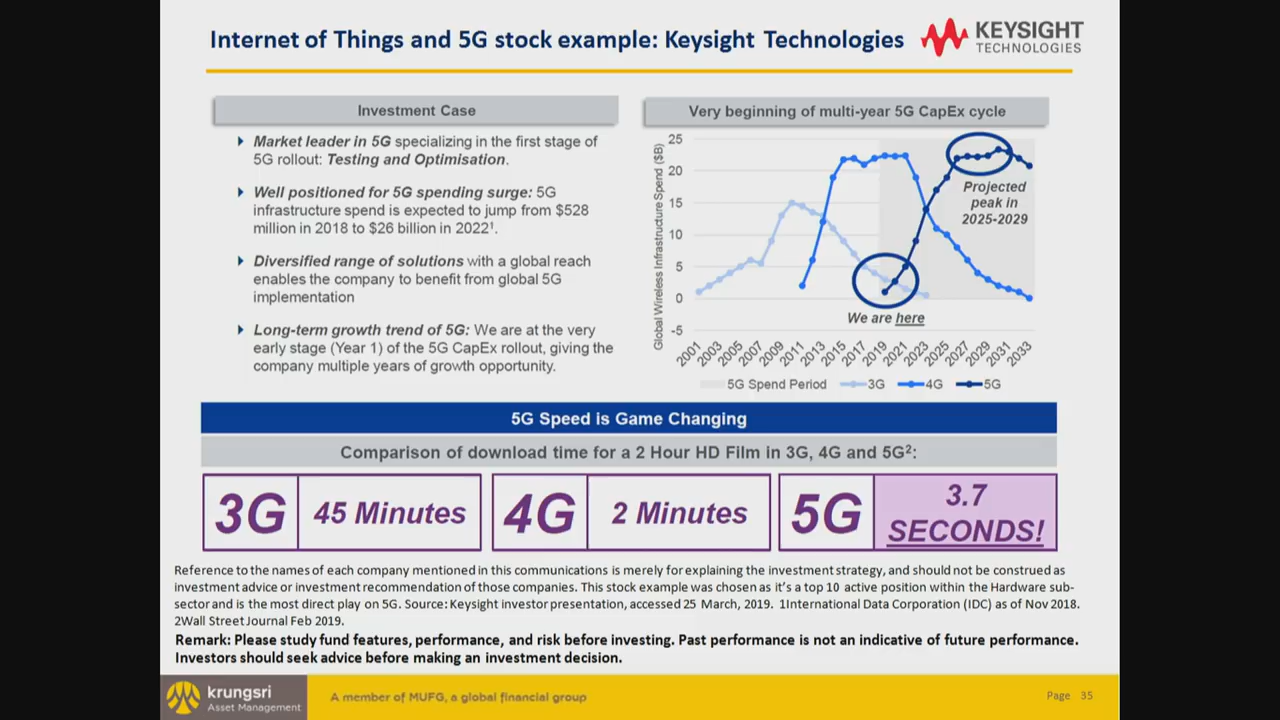 Internet of Things and 5G stock example: Keysight Technologies
KEYSIGHT
TECHNOLOGIES
Investment Case
Market leader in 5G specializing in the first stage of
5G rollout: Testing and Optimisation.
Well positioned for 5G spending surge: 5G
infrastructure spend is expected to jump from $528
million in 2018 to $26 billion in 2022¹.
Diversified range of solutions with a global reach
enables the company to benefit from global 5G
implementation
Long-term growth trend of 5G: We are at the very
early stage (Year 1) of the 5G CapEx rollout, giving the
company multiple years of growth opportunity.
Very beginning of multi-year 5G CapEx cycle
Global Wireless Infrastructure Spend ($B)
25
20
15
10
5
0
-5
Projected
peak in
2025-2029
We are here
2001 2003 2005 2007 2009 2011 2013 2015 2017 2019 2021 2023 2025 2027 2029 2031 2033
5G Spend Period 3G 4G 5G
5G Speed is Game Changing
Comparison of download time for a 2 Hour HD Film in 3G, 4G and 5G²:
3G 45 Minutes 4G 2 Minutes 5G 3.7
SECONDS!
Reference to the names of each company mentioned in this communications is merely for explaining the investment strategy, and should not be construed as
investment advice or investment recommendation of those companies. This stock example was chosen as it's a top 10 active position within the Hardware sub-
sector and is the most direct play on 5G. Source: Keysight investor presentation, accessed 25 March, 2019. 1International Data Corporation (IDC) as of Nov 2018.
2Wall Street Journal Feb 2019.
Remark: Please study fund features, performance, and risk before investing. Past performance is not an indicative of future performance.
Investors should seek advice before making an investment decision.
krungsri
Asset Management
A member of MUFG, a global financial group
Page 35